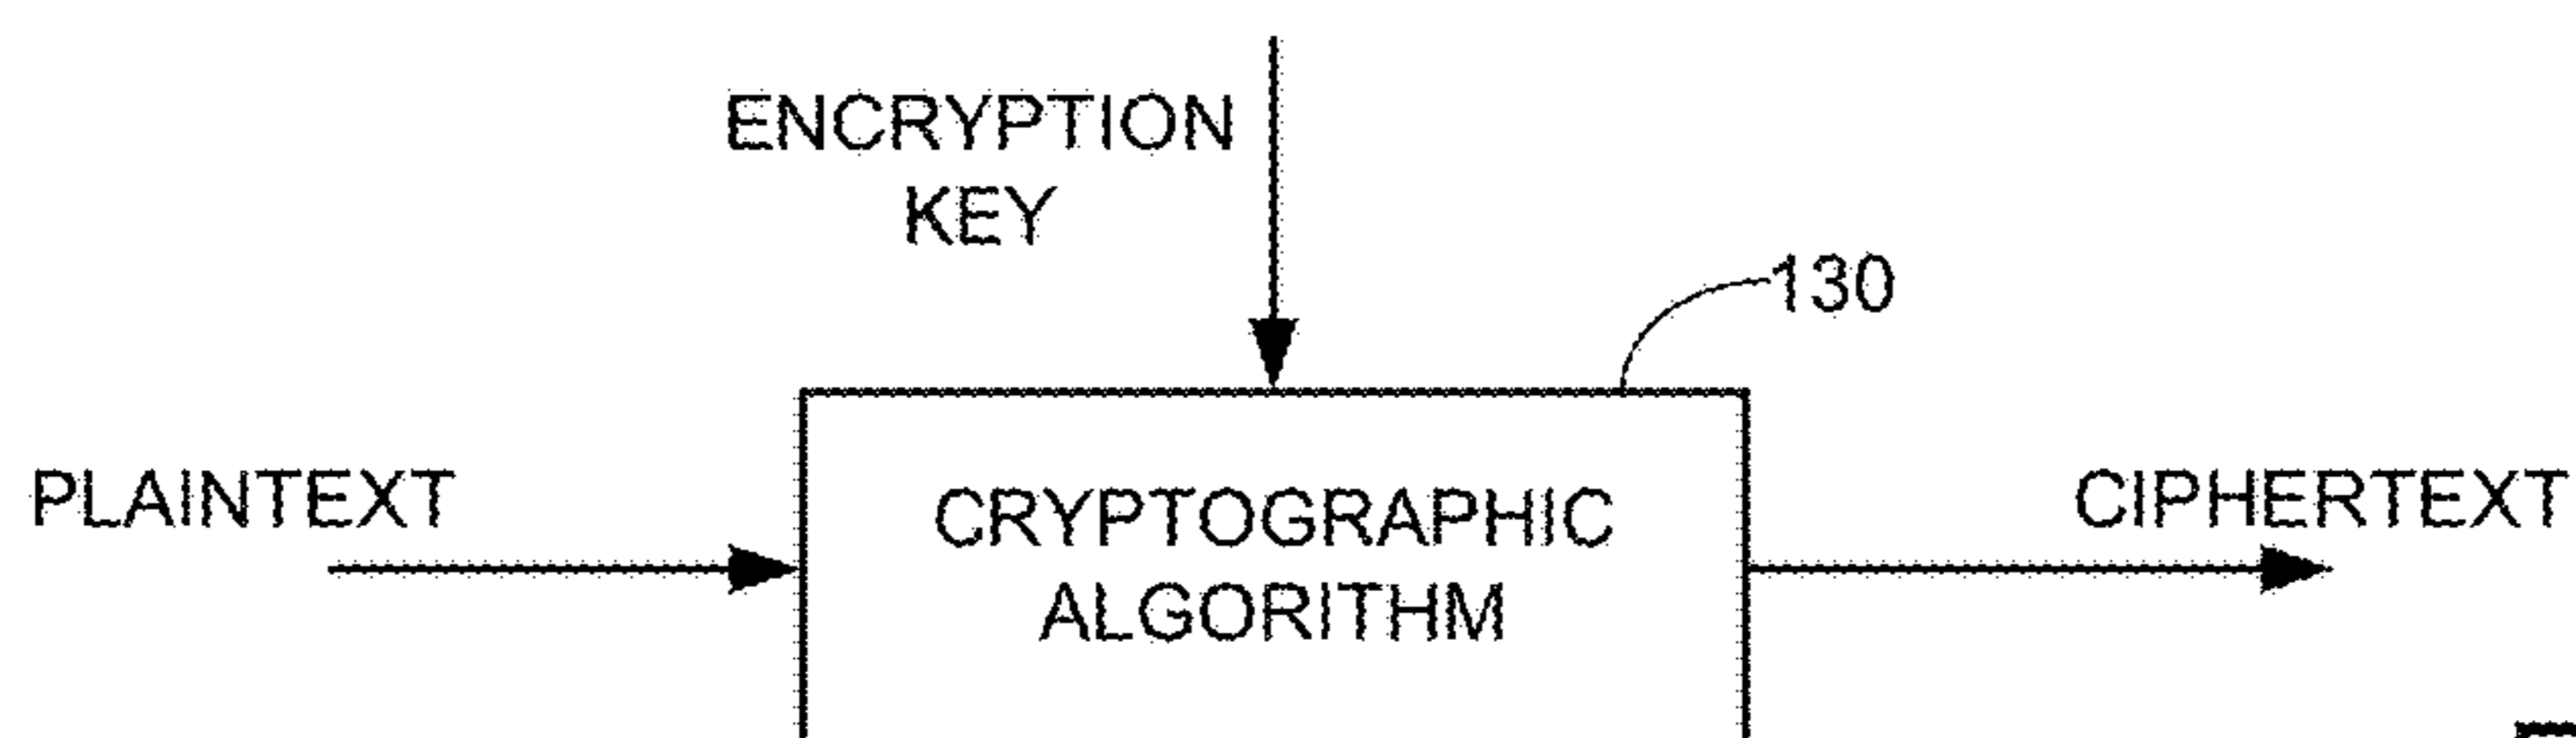 ENCRYPTION
KEY
130
PLAINTEXT
CRYPTOGRAPHIC
ALGORITHM
CIPHERTEXT